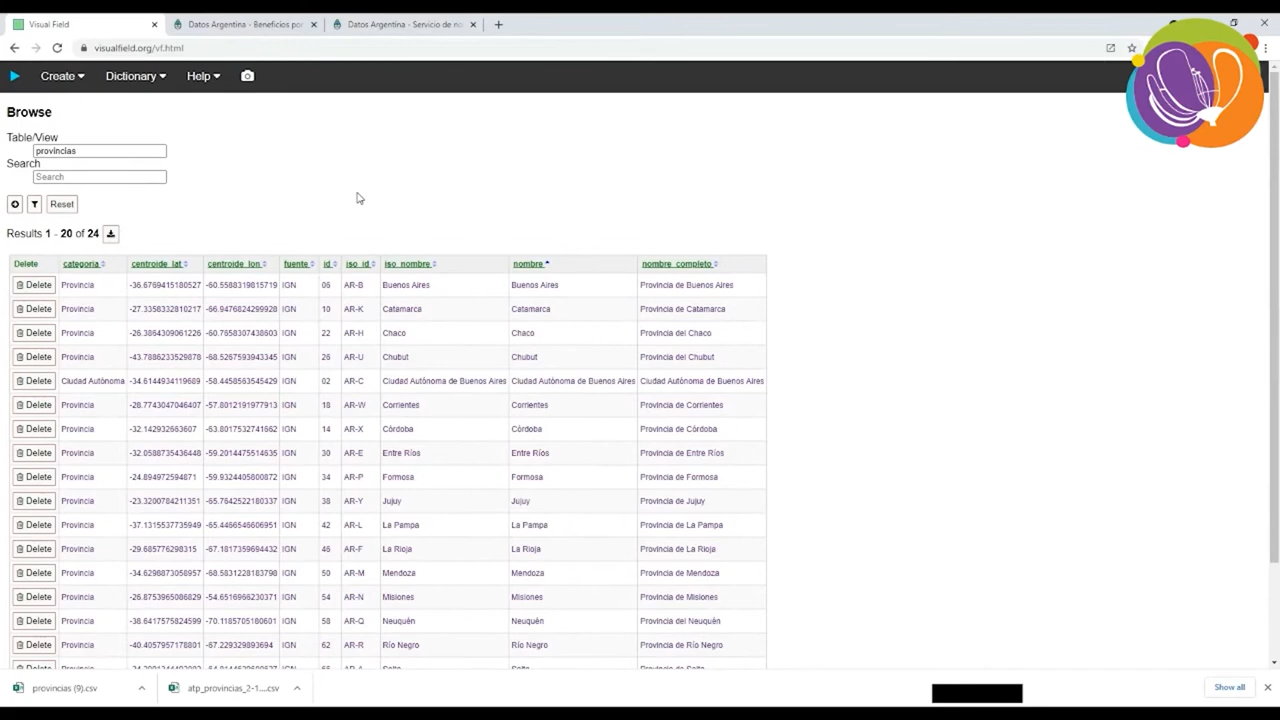 Visual Field
Datos Argentina - Beneficios por
Datos Argentina - Servicio de no
visualfield.org/vf.html
Create Dictionary Help
Browse
Table/View
provincias
Search
Search
Reset
Results 1 - 20 of 24
Delete categoria centroide_lat centroide_lon fuente id iso_id iso_nombre nombre nombre_completo
Delete Provincia -36.6769415180527 -60.5588319815719 IGN 06 AR-B Buenos Aires Buenos Aires Provincia de Buenos Aires
Delete Provincia -27.3358332810217 -66.9476824299928 IGN 10 AR-K Catamarca Catamarca Provincia de Catamarca
Delete Provincia -26.3864309061226 -60.7658307438603 IGN 22 AR-H Chaco Chaco Provincia del Chaco
Delete Provincia -43.7886233529878 -68.5267593943345 IGN 26 AR-U Chubut Chubut Provincia del Chubut
Delete Ciudad Autónoma -34.6144934119689 -58.4458563545429 IGN 02 AR-C Ciudad Autónoma de Buenos Aires Ciudad Autónoma de Buenos Aires Ciudad Autónoma de Buenos Aires
Delete Provincia -28.7743047046407 -57.8012191977913 IGN 18 AR-W Corrientes Corrientes Provincia de Corrientes
Delete Provincia -32.142932663607 -63.8017532741662 IGN 14 AR-X Córdoba Córdoba Provincia de Córdoba
Delete Provincia -32.0588735436448 -59.2014475514635 IGN 30 AR-E Entre Ríos Entre Ríos Provincia de Entre Ríos
Delete Provincia -24.894972594871 -59.9324405800872 IGN 34 AR-P Formosa Formosa Provincia de Formosa
Delete Provincia -23.3200784211351 -65.7642522180337 IGN 38 AR-Y Jujuy Jujuy Provincia de Jujuy
Delete Provincia -37.1315537735949 -65.4466546606951 IGN 42 AR-L La Pampa La Pampa Provincia de La Pampa
Delete Provincia -29.685776298315 -67.1817359694432 IGN 46 AR-F La Rioja La Rioja Provincia de La Rioja
Delete Provincia -34.6298873058957 -68.5831228183798 IGN 50 AR-M Mendoza Mendoza Provincia de Mendoza
Delete Provincia -26.8753965086829 -54.6516966230371 IGN 54 AR-N Misiones Misiones Provincia de Misiones
Delete Provincia -38.6417575824599 -70.1185705180601 IGN 58 AR-Q Neuquén Neuquén Provincia del Neuquén
Delete Provincia -40.4057957178801 -67.229329893694 IGN 62 AR-R Río Negro Río Negro Provincia de Río Negro
provincias (9).csv atp_provincias_2-1....csv Show all